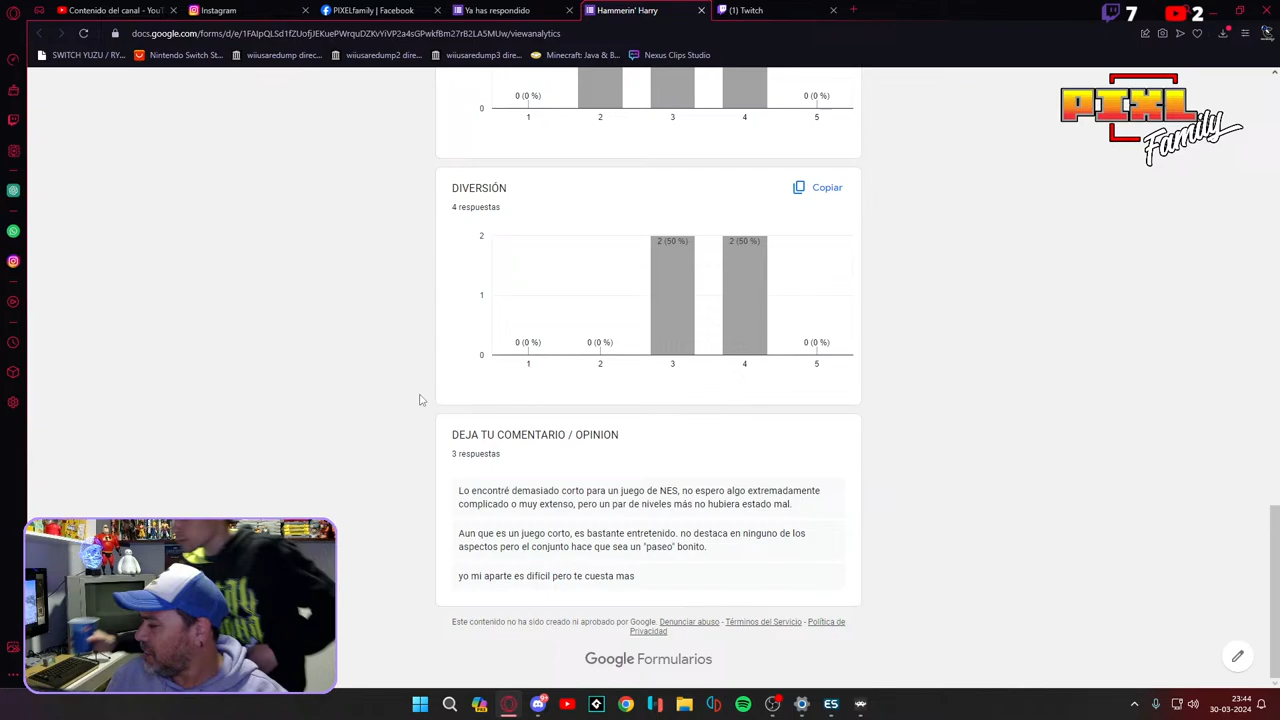 Contenido del canal - YouT
Instagram
PIXELfamily | Facebook
Ya has respondido
Hammerin' Harry
(1) Twitch
7
2
docs.google.com/forms/d/e/1FAIpQLSd1fZUofjJEKuePWrquDZKvYiVP2a4sGPwkfBm27rB2LA5MUw/viewanalytics
SWITCH YUZU / RY...
Nintendo Switch St...
wiiusaredump direc...
wiiusaredump2 dire...
wiiusaredump3 direc...
Minecraft: Java & B...
Nexus Clips Studio
PIXL
Family
0 (0 %)
0 (0 %)
0
1
2
3
4
5
DIVERSIÓN
Copiar
4 respuestas
2
2 (50 %)
2 (50 %)
1
0 (0 %)
0 (0 %)
0 (0 %)
0
1
2
3
4
5
DEJA TU COMENTARIO / OPINION
3 respuestas
Lo encontré demasiado corto para un juego de NES, no espero algo extremadamente
complicado o muy extenso, pero un par de niveles más no hubiera estado mal.
Aun que es un juego corto, es bastante entretenido. no destaca en ninguno de los
aspectos pero el conjunto hace que sea un "paseo" bonito.
yo mi aparte es dificil pero te cuesta mas
Este contenido no ha sido creado ni aprobado por Google. Denunciar abuso - Términos del Servicio - Política de
Privacidad
Google Formularios
ES
23:44
30-03-2024